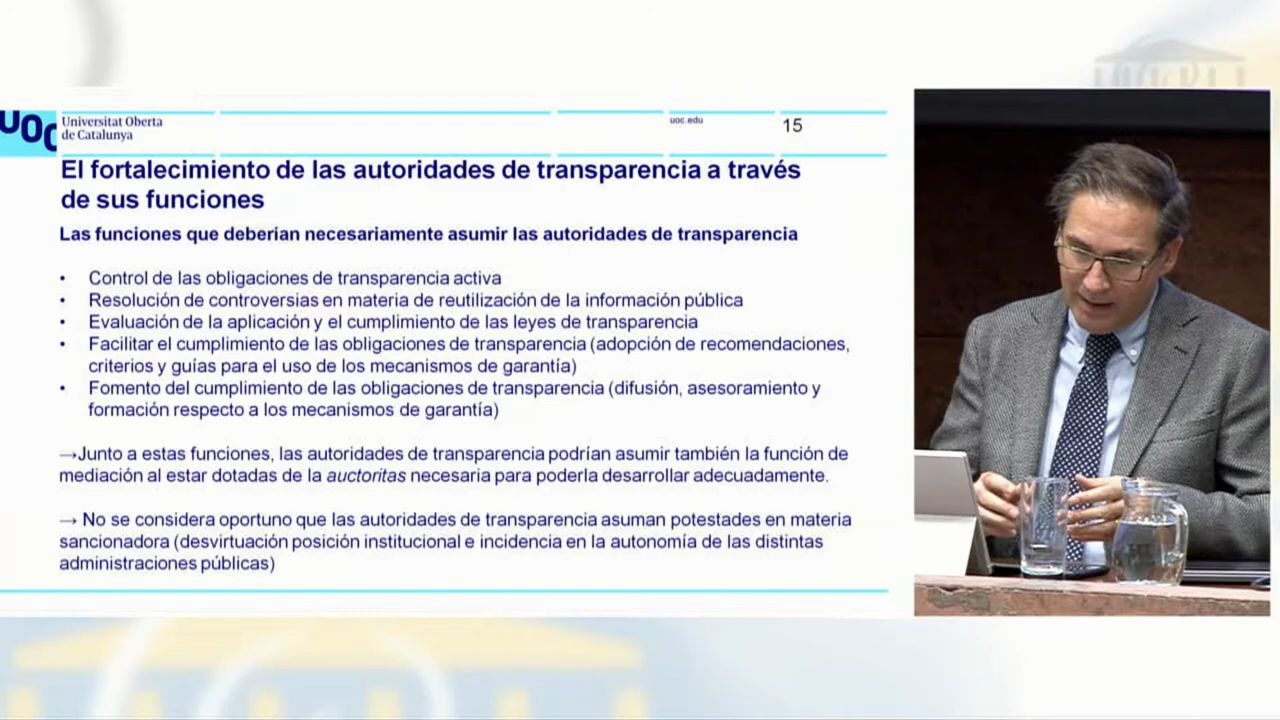 UOC
Universitat Oberta
de Catalunya
uoc.edu
15
El fortalecimiento de las autoridades de transparencia a través
de sus funciones
Las funciones que deberían necesariamente asumir las autoridades de transparencia
• Control de las obligaciones de transparencia activa
• Resolución de controversias en materia de reutilización de la información pública
• Evaluación de la aplicación y el cumplimiento de las leyes de transparencia
• Facilitar el cumplimiento de las obligaciones de transparencia (adopción de recomendaciones,
criterios y guías para el uso de los mecanismos de garantía)
• Fomento del cumplimiento de las obligaciones de transparencia (difusión, asesoramiento y
formación respecto a los mecanismos de garantía)
→Junto a estas funciones, las autoridades de transparencia podrían asumir también la función de
mediación al estar dotadas de la auctoritas necesaria para poderla desarrollar adecuadamente.
→ No se considera oportuno que las autoridades de transparencia asuman potestades en materia
sancionadora (desvirtuación posición institucional e incidencia en la autonomía de las distintas
administraciones públicas)